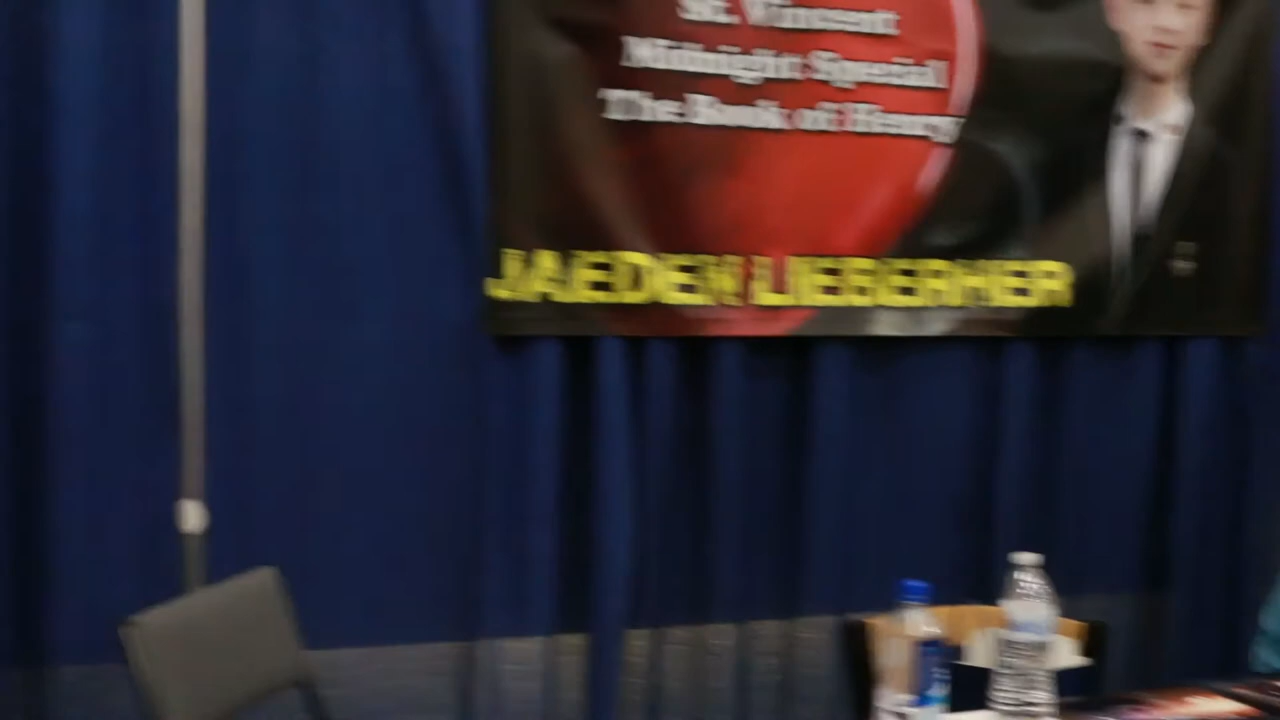 St. Vincent
Midnight Special
The Book of Henry
JAEDEN LIEBERHER